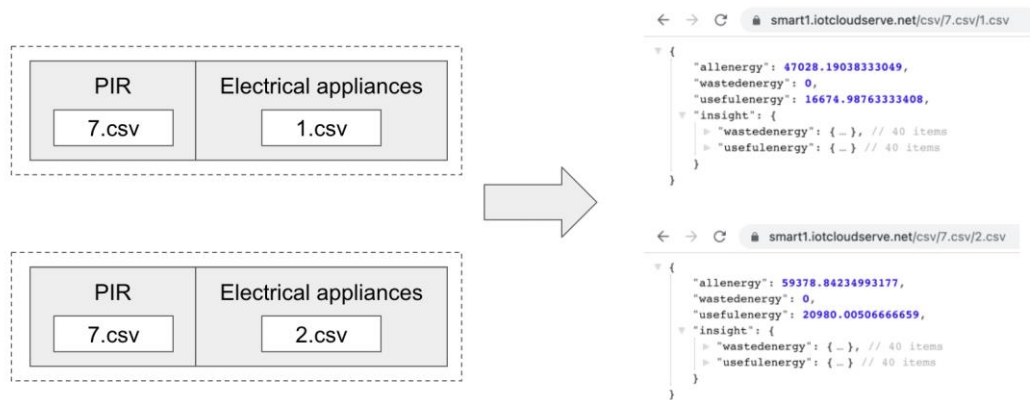 PIR
Electrical appliances
7.csv
1.csv
smart1.iotcloudserve.net/csv/7.csv/1.csv
{
"allenergy": 47028.19038333049,
"wastedenergy": 0,
"usefulenergy": 16674.98763333408,
"insight": {
"wastedenergy": { … }, // 40 items
"usefulenergy": { … } // 40 items
}
}
PIR
Electrical appliances
7.csv
2.csv
smart1.iotcloudserve.net/csv/7.csv/2.csv
{
"allenergy": 59378.84234993177,
"wastedenergy": 0,
"usefulenergy": 20980.00506666659,
"insight": {
"wastedenergy": { … }, // 40 items
"usefulenergy": { … } // 40 items
}
}